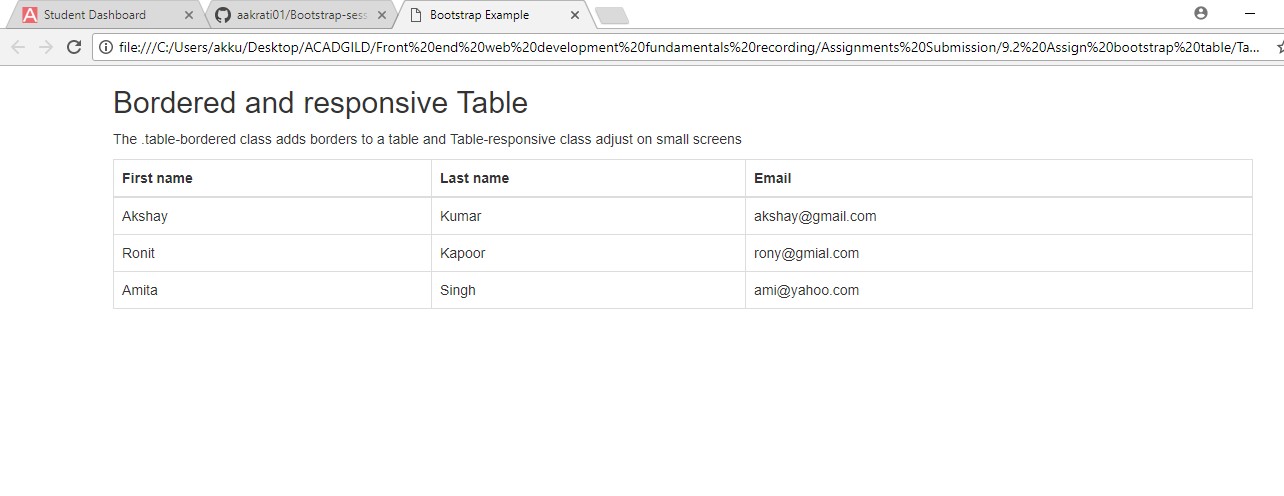 Student Dashboard
aakrati01/Bootstrap-sess
Bootstrap Example
file:///C:/Users/akku/Desktop/ACADGILD/Front%20end%20web%20development%20fundamentals%20recording/Assignments%20Submission/9.2%20Assign%20bootstrap%20table/Ta...
Bordered and responsive Table
The .table-bordered class adds borders to a table and Table-responsive class adjust on small screens
First name Last name Email
Akshay Kumar akshay@gmail.com
Ronit Kapoor rony@gmial.com
Amita Singh ami@yahoo.com